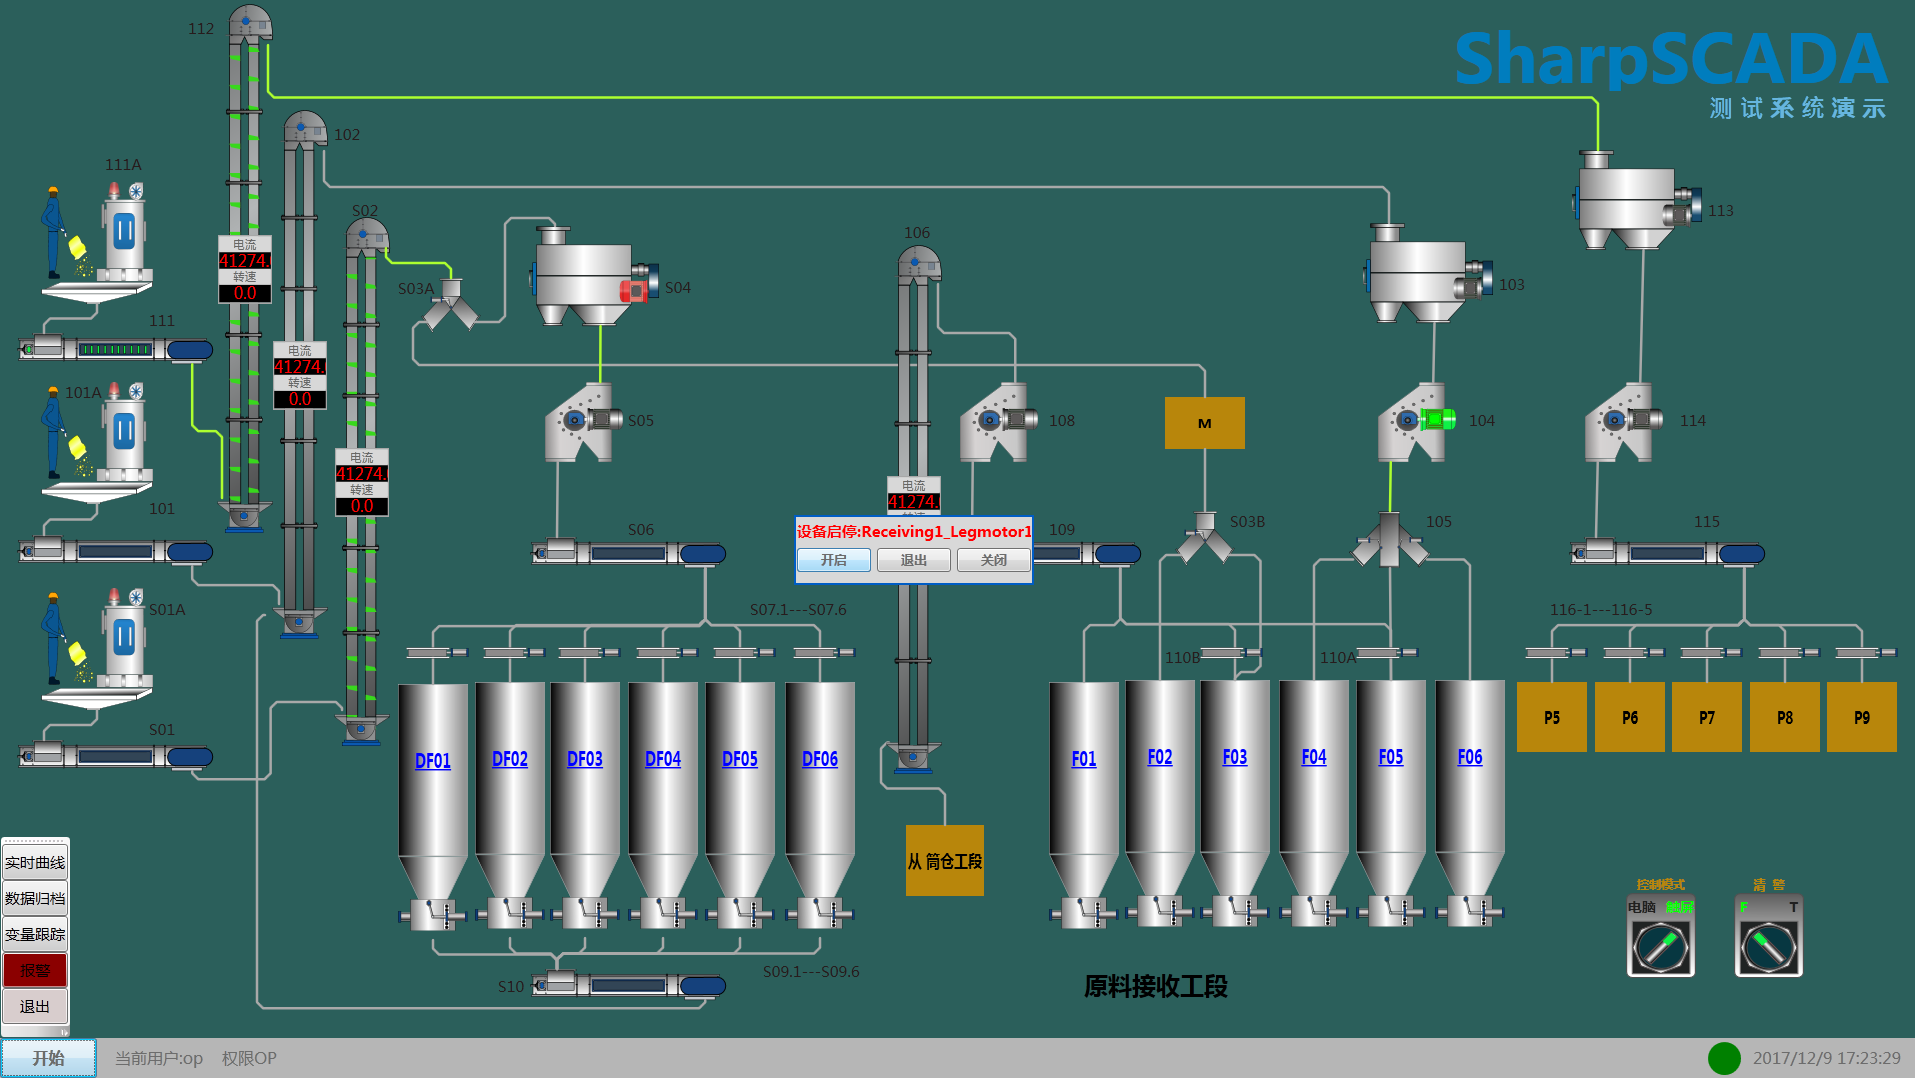 112
SharpSCADA
测试系统演示
102
111A
S02
113
106
电流
41274.
转速
0.0
S03A
S04
103
111
电流
41274.
转速
0.0
101A
S05
108
M
104
114
电流
41274.
转速
0.0
电流
41274.
101
S06
设备启停:Receiving1_Legmotor1
开启
退出
关闭
109
S03B
105
115
S01A
S07.1---S07.6
116-1---116-5
110B
110A
S01
P5
P6
P7
P8
P9
DF01
DF02
DF03
DF04
DF05
DF06
F01
F02
F03
F04
F05
F06
从 筒仓工段
实时曲线
数据归档
变量跟踪
报警
退出
控制模式
清 警
电脑
触屏
F
T
S10
S09.1---S09.6
原料接收工段
开始
当前用户:op
权限OP
2017/12/9 17:23:29